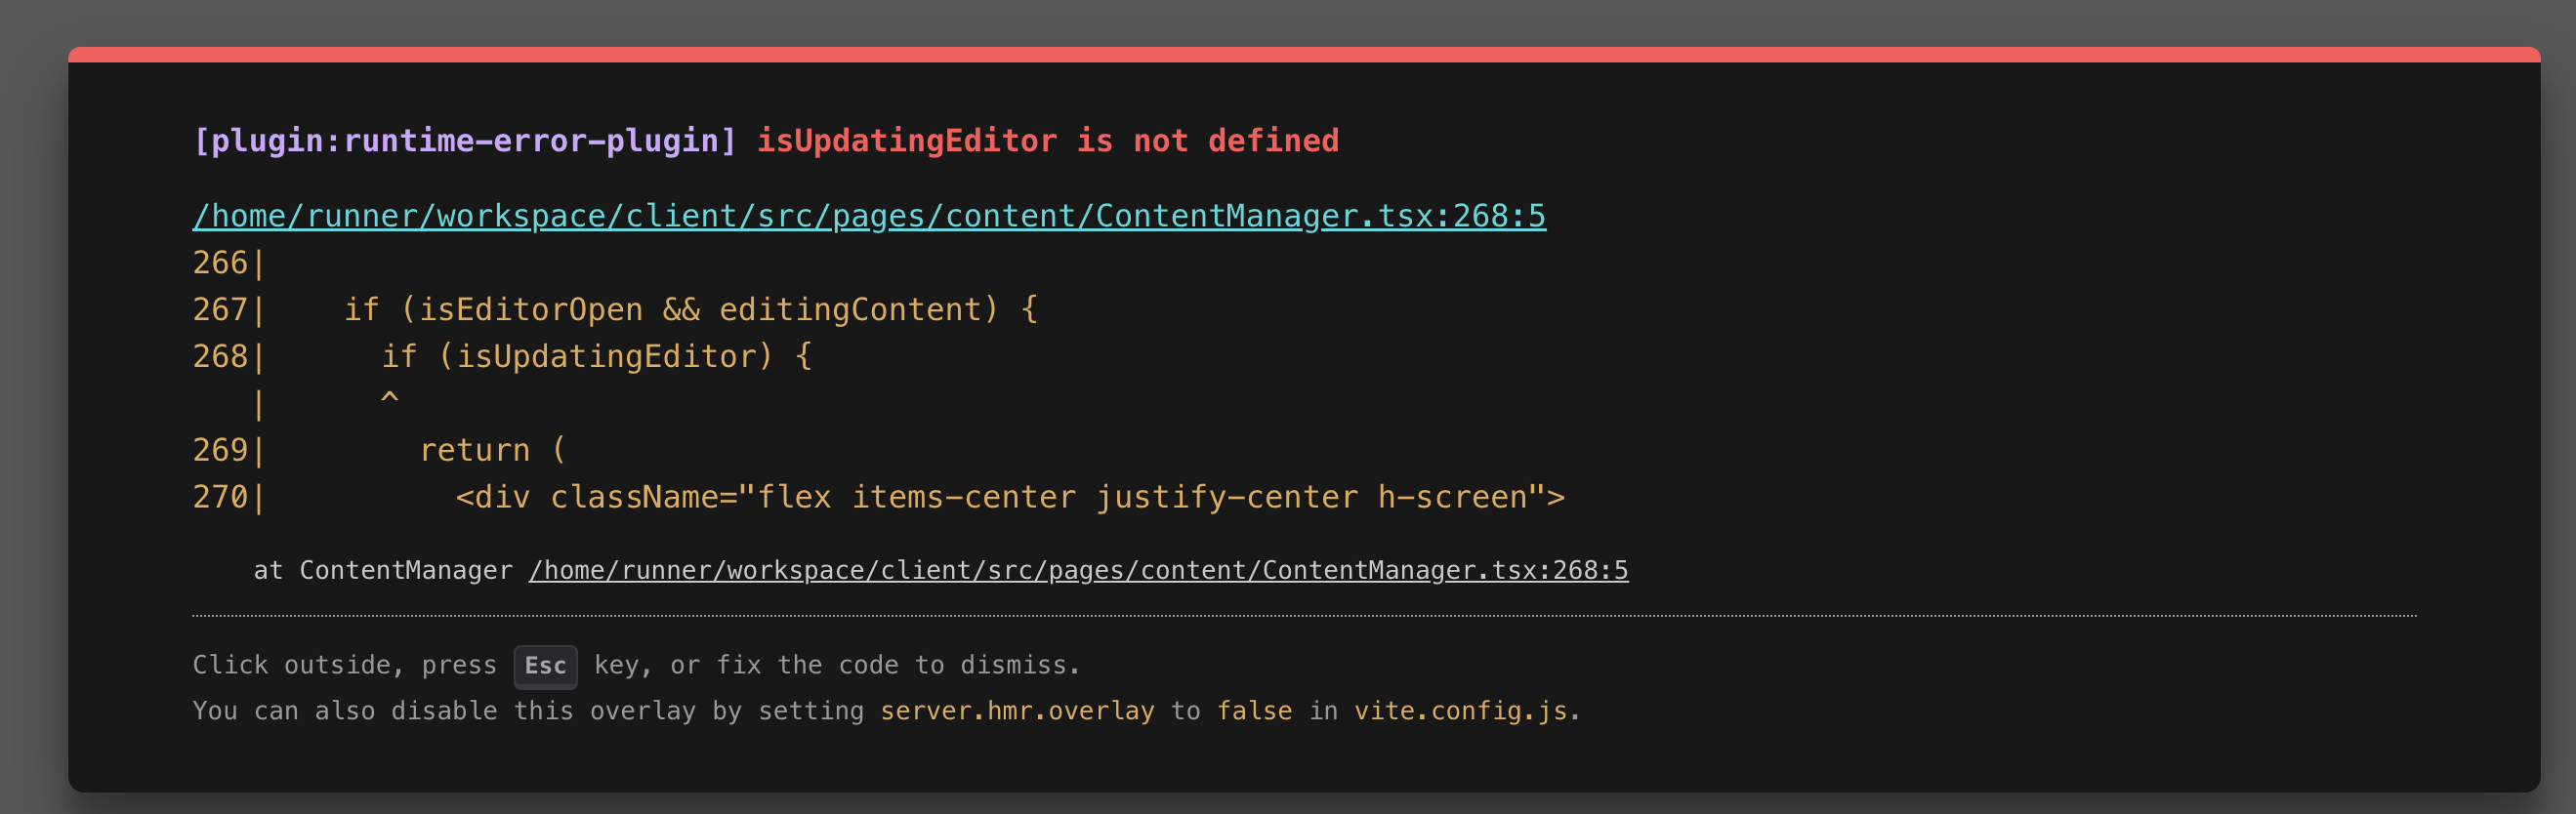 [plugin:runtime-error-plugin] isUpdatingEditor is not defined
/home/runner/workspace/client/src/pages/content/ContentManager.tsx:268:5
266|
267|    if (isEditorOpen && editingContent) {
268|      if (isUpdatingEditor) {
   |      ^
269|        return (
270|          <div className="flex items-center justify-center h-screen">
at ContentManager /home/runner/workspace/client/src/pages/content/ContentManager.tsx:268:5
Click outside, press Esc key, or fix the code to dismiss.
You can also disable this overlay by setting server.hmr.overlay to false in vite.config.js.